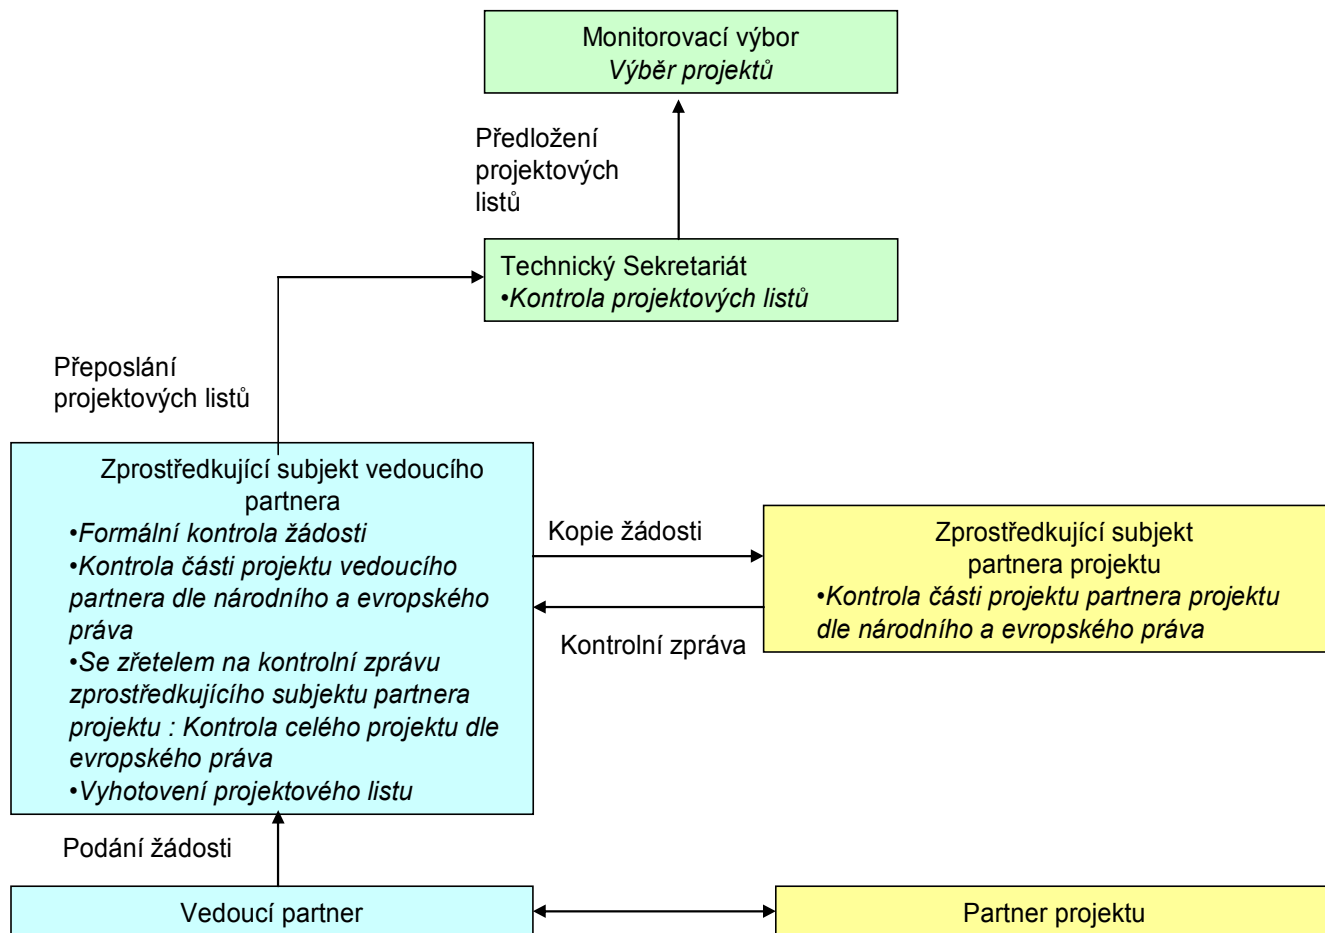 Monitorovací výbor
Výběr projektů
Předložení
projektových
listů
Technický Sekretariát
•Kontrola projektových listů
Přeposlání
projektových listů
Zprostředkující subjekt vedoucího
partnera
•Formální kontrola žádosti
•Kontrola části projektu vedoucího
partnera dle národního a evropského
práva
•Se zřetelem na kontrolní zprávu
zprostředkujícího subjektu partnera
projektu : Kontrola celého projektu dle
evropského práva
•Vyhotovení projektového listu
Kopie žádosti
Kontrolní zpráva
Zprostředkující subjekt
partnera projektu
•Kontrola části projektu partnera projektu
dle národního a evropského práva
Podání žádosti
Vedoucí partner
Partner projektu